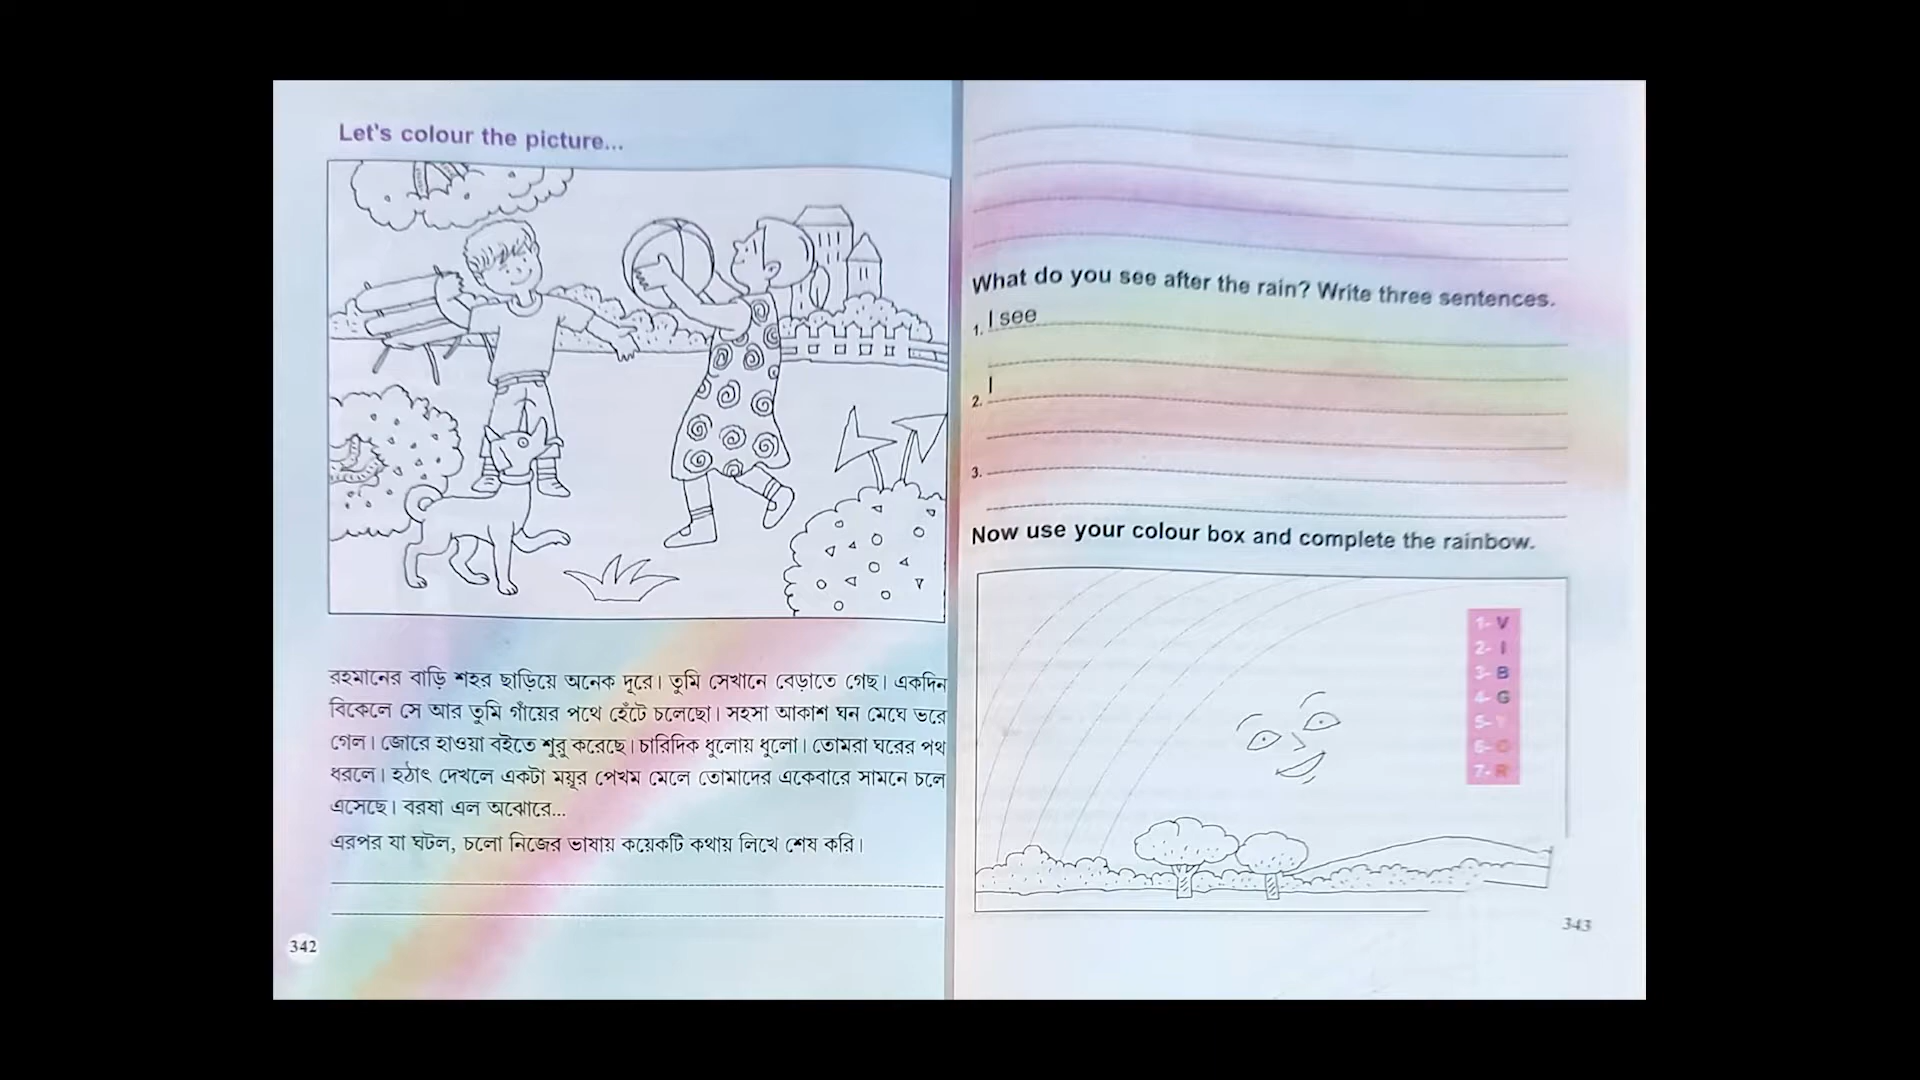 Let's colour the picture...
রহমানের বাড়ি শহর ছাড়িয়ে অনেক দূরে। তুমি সেখানে বেড়াতে গেছ। একদিন
বিকেলে সে আর তুমি গাঁয়ের পথে হেঁটে চলেছো। সহসা আকাশ ঘন মেঘে ভরে
গেল। জোরে হাওয়া বইতে শুরু করেছে। চারিদিক ধুলোয় ধুলো। তোমরা ঘরের পথ
ধরলে। হঠাৎ দেখলে একটা ময়ূর পেখম মেলে তোমাদের একেবারে সামনে চলে
এসেছে। বরষা এল অঝোরে...
এরপর যা ঘটল, চলো নিজের ভাষায় কয়েকটি কথায় লিখে শেষ করি।
342
What do you see after the rain? Write three sentences.
1. I see
2. I
3.
Now use your colour box and complete the rainbow.
1- V
2- I
3- B
4- G
5- Y
6- O
7- R
343